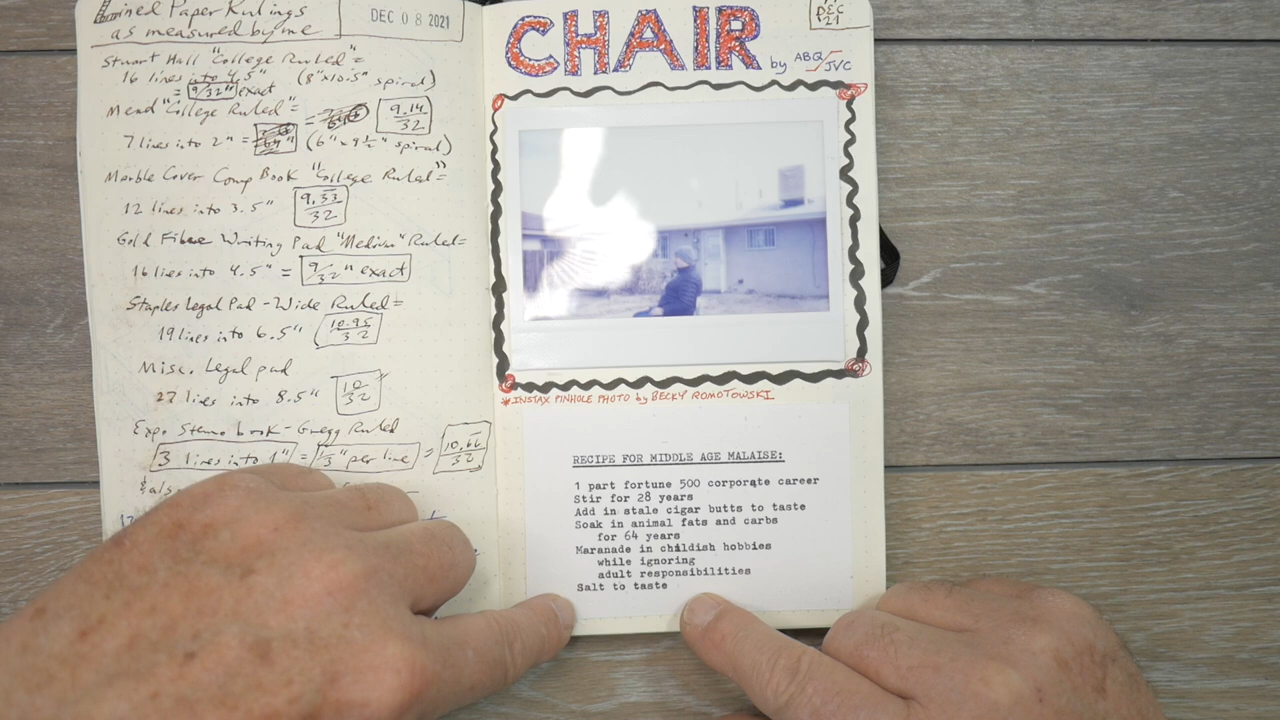 Lined Paper Rulings
as measured by me
DEC 08 2021
Stuart Hall "College Ruled" =
16 lines into 4.5" (8"x10.5" spiral)
= 9/32" exact
Mead "College Ruled" =
= 9.14/32
7 lines into 2" = (6"x9½" spiral)
Marble Cover Comp Book "College Ruled" =
12 lines into 3.5" 9.33/32
Gold Fibre Writing Pad "Medium" Ruled =
16 lines into 4.5" = 9/32" exact
Staples Legal Pad - Wide Ruled =
19 lines into 6.5" 10.95/32
Misc. Legal pad
27 lines into 8.5" 10/32
Expo Steno book - Gregg Ruled
3 lines into 1" = 1/3" per line = 10.66/32
CHAIR
by ABQ/JVC
DEC
21
*INSTAX PINHOLE PHOTO by BECKY ROMOTOWSKI
RECIPE FOR MIDDLE AGE MALAISE:
1 part fortune 500 corporate career
Stir for 28 years
Add in stale cigar butts to taste
Soak in animal fats and carbs
for 64 years
Maranade in childish hobbies
while ignoring
adult responsibilities
Salt to taste